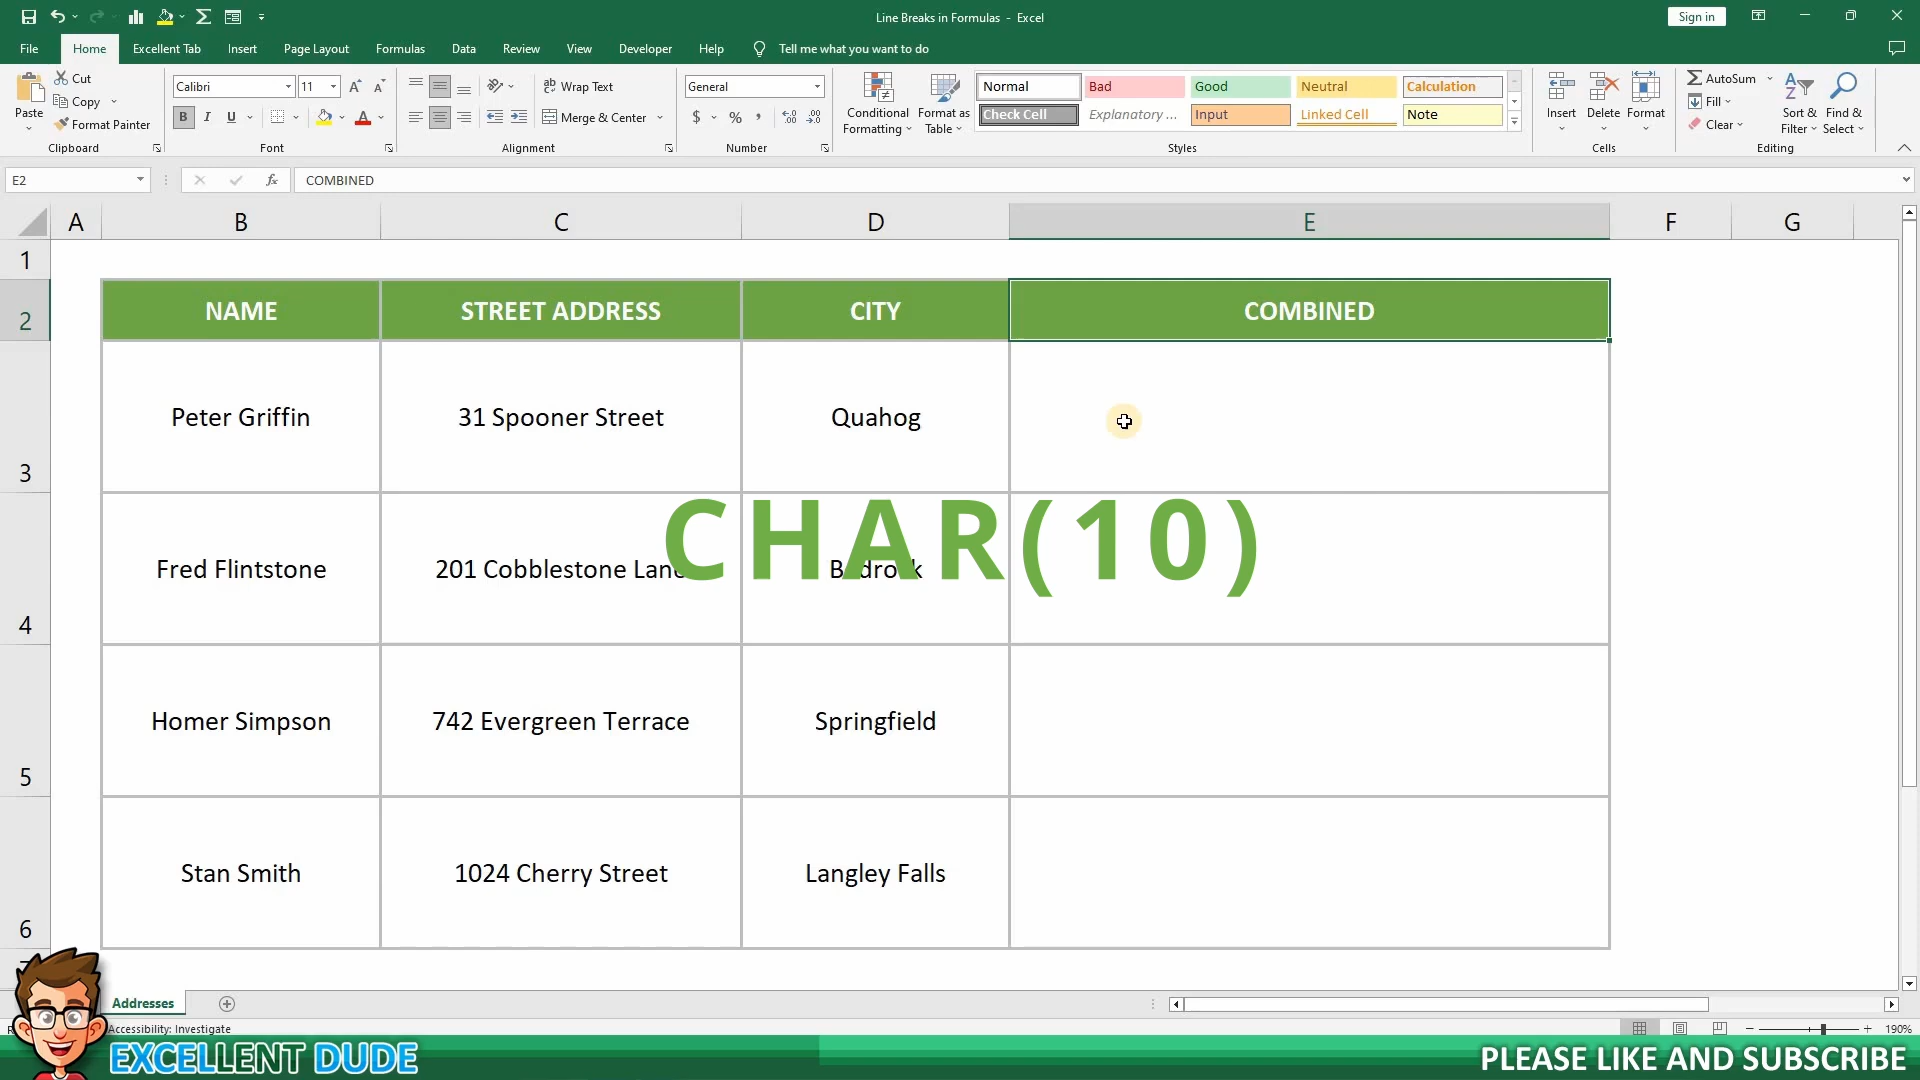 Line Breaks in Formulas - Excel
Sign in
File Home Excellent Tab Insert Page Layout Formulas Data Review View Developer Help Tell me what you want to do
Paste
Cut
Copy
Format Painter
Clipboard
Calibri 11
B I U
Font
Wrap Text
Merge & Center
Alignment
General
$ %
Number
Conditional Formatting
Format as Table
Normal Bad Good Neutral Calculation
Check Cell Explanatory ... Input Linked Cell Note
Styles
Insert Delete Format
Cells
AutoSum
Fill
Clear
Sort & Filter
Find & Select
Editing
E2
fx
COMBINED
A B C D E F G
1
2 NAME STREET ADDRESS CITY COMBINED
3 Peter Griffin 31 Spooner Street Quahog
CHAR(10)
4 Fred Flintstone 201 Cobblestone Lane Bedrock
5 Homer Simpson 742 Evergreen Terrace Springfield
6 Stan Smith 1024 Cherry Street Langley Falls
Addresses
Accessibility: Investigate
190%
EXCELLENT DUDE
PLEASE LIKE AND SUBSCRIBE